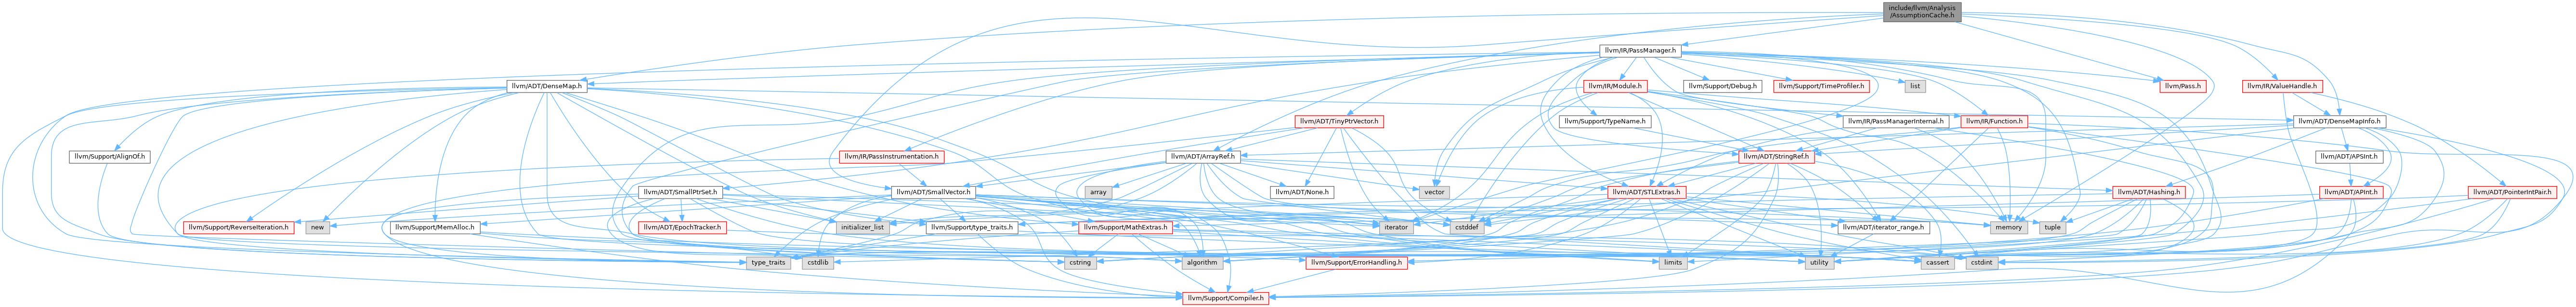 include/llvm/Analysis
/AssumptionCache.h
llvm/IR/PassManager.h
llvm/ADT/DenseMap.h
llvm/IR/Module.h
llvm/Support/Debug.h
llvm/Support/TimeProfiler.h
list
llvm/Pass.h
llvm/IR/ValueHandle.h
llvm/ADT/TinyPtrVector.h
llvm/Support/TypeName.h
llvm/IR/PassManagerInternal.h
llvm/IR/Function.h
llvm/ADT/DenseMapInfo.h
llvm/Support/AlignOf.h
llvm/IR/PassInstrumentation.h
llvm/ADT/ArrayRef.h
llvm/ADT/StringRef.h
llvm/ADT/APSInt.h
llvm/ADT/SmallPtrSet.h
llvm/ADT/SmallVector.h
array
llvm/ADT/None.h
vector
llvm/ADT/STLExtras.h
llvm/ADT/Hashing.h
llvm/ADT/APInt.h
llvm/ADT/PointerIntPair.h
llvm/Support/ReverseIteration.h
new
llvm/Support/MemAlloc.h
llvm/ADT/EpochTracker.h
initializer_list
llvm/Support/type_traits.h
llvm/Support/MathExtras.h
iterator
cstddef
llvm/ADT/iterator_range.h
memory
tuple
type_traits
cstdlib
cstring
algorithm
llvm/Support/ErrorHandling.h
limits
utility
cassert
cstdint
llvm/Support/Compiler.h